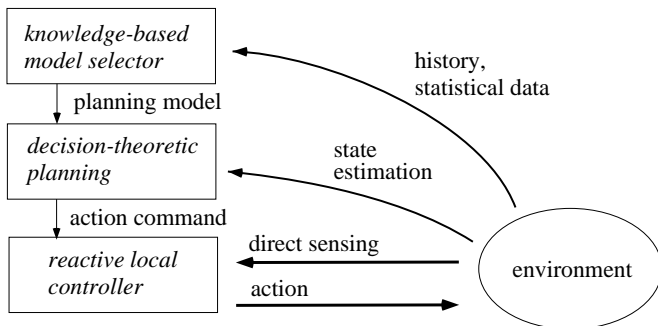 knowledge-based
model selector
history,
statistical data
planning model
decision-theoretic
planning
state
estimation
action command
direct sensing
reactive local
controller
environment
action